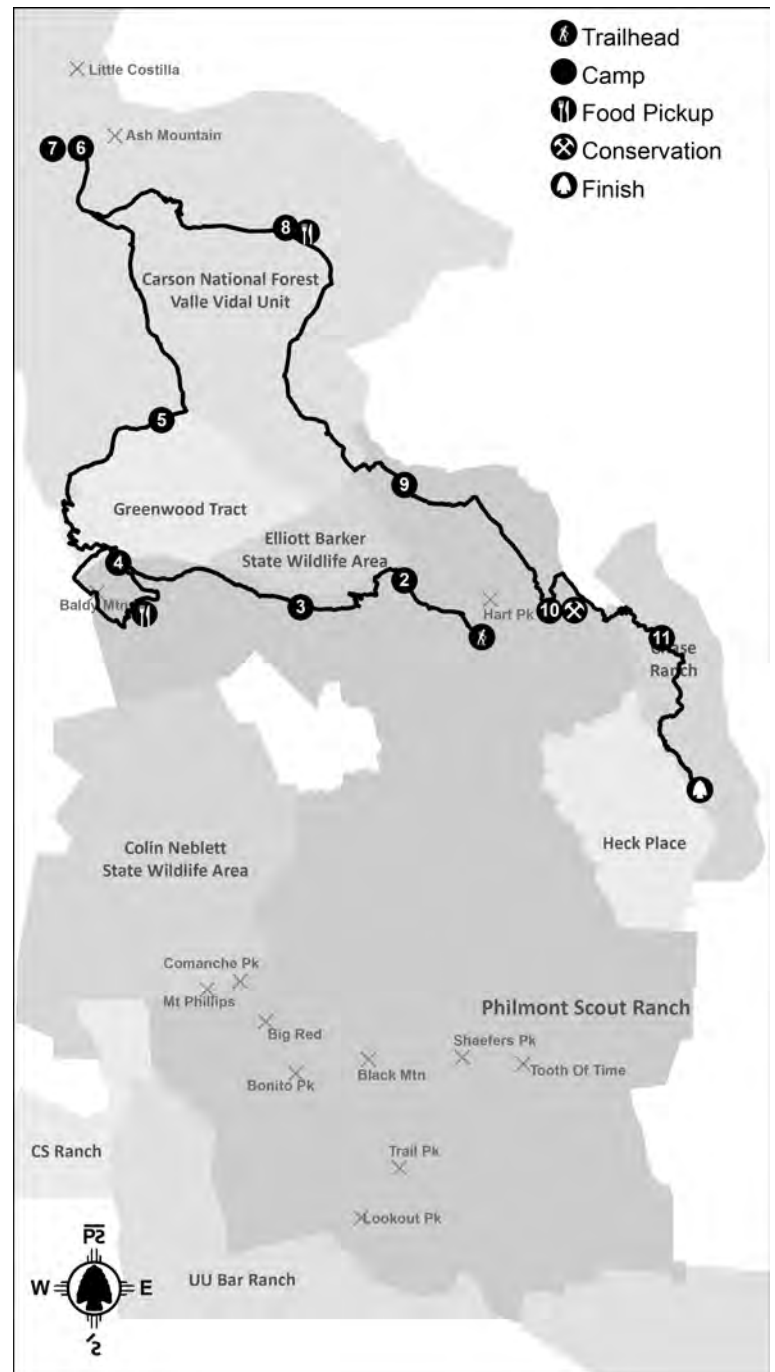 Trailhead
Camp
Food Pickup
Conservation
Finish
Little Costilla
Ash Mountain
7
6
8
Carson National Forest
Valle Vidal Unit
5
9
Greenwood Tract
Elliott Barker
State Wildlife Area
4
2
Baldy Mtn
3
Hart Pk
10
11
Chase
Ranch
Heck Place
Colin Neblett
State Wildlife Area
Comanche Pk
Mt Phillips
Philmont Scout Ranch
Big Red
Shaefers Pk
Bonito Pk
Black Mtn
Tooth Of Time
CS Ranch
Trail Pk
Lookout Pk
W
E
UU Bar Ranch